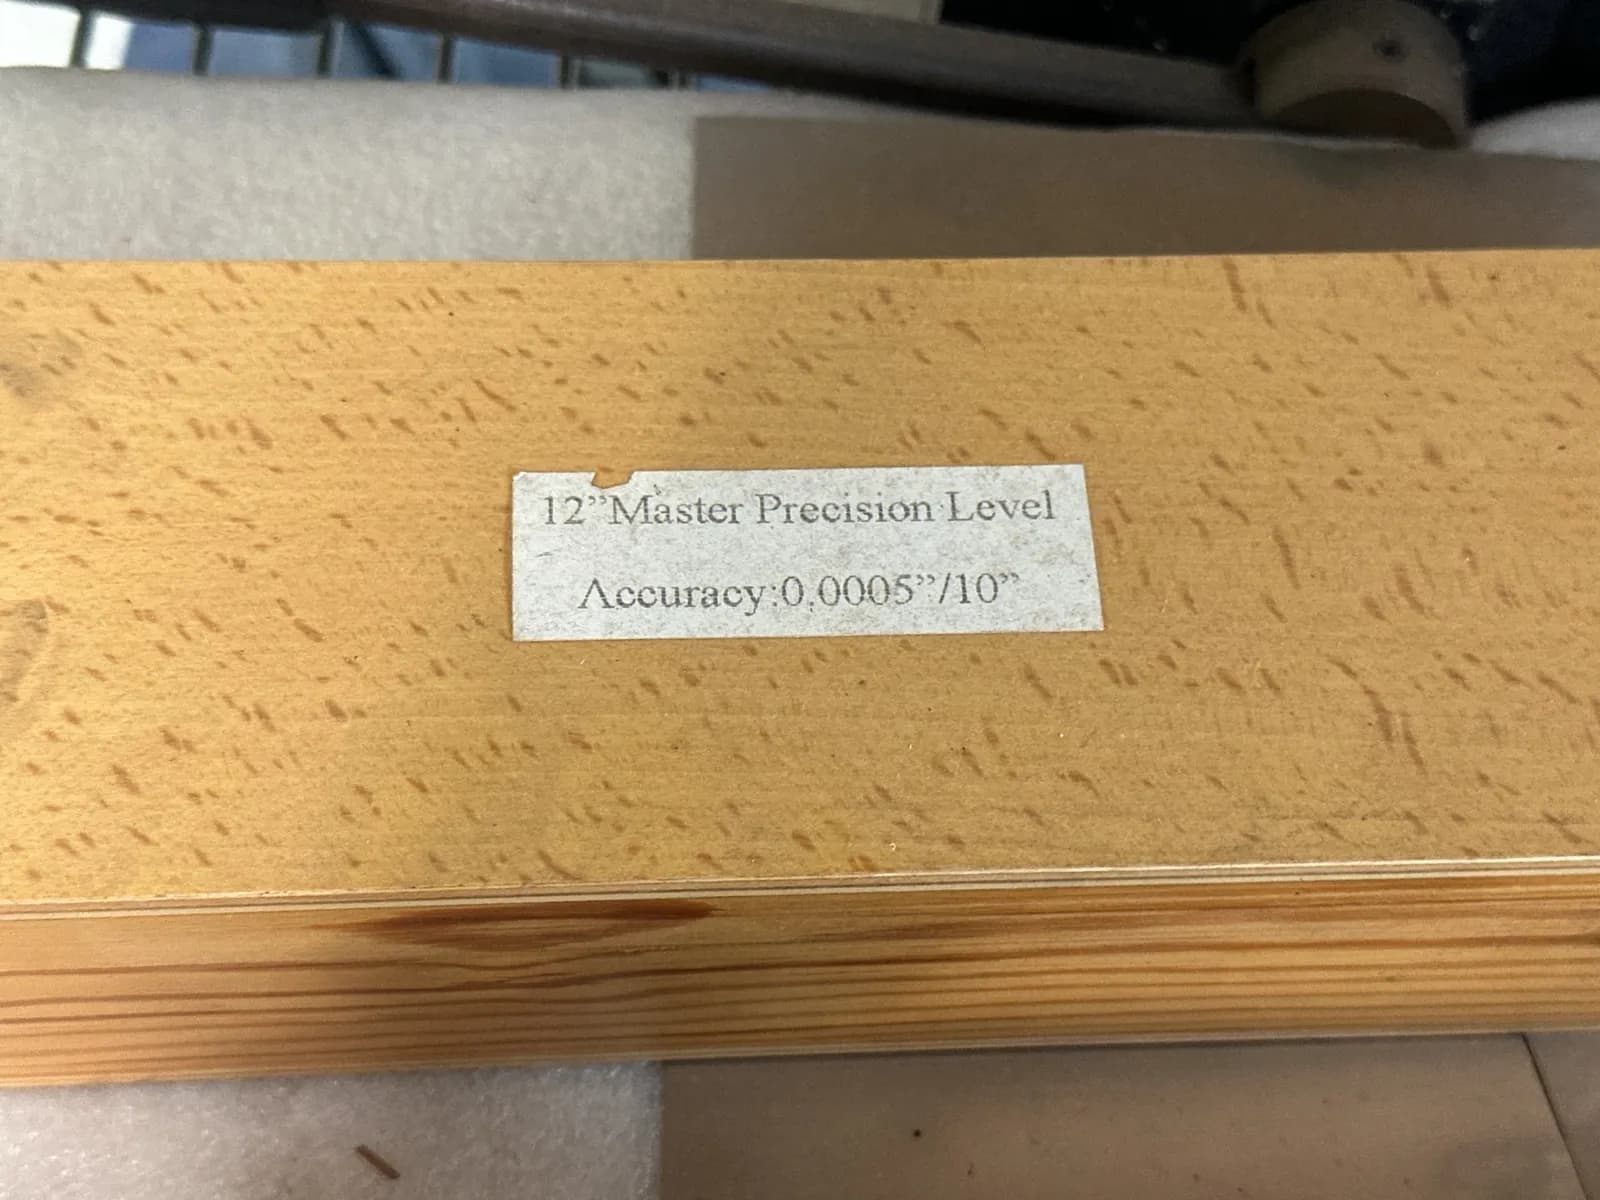 12”Master Precision Level
Accuracy:0.0005”/10”